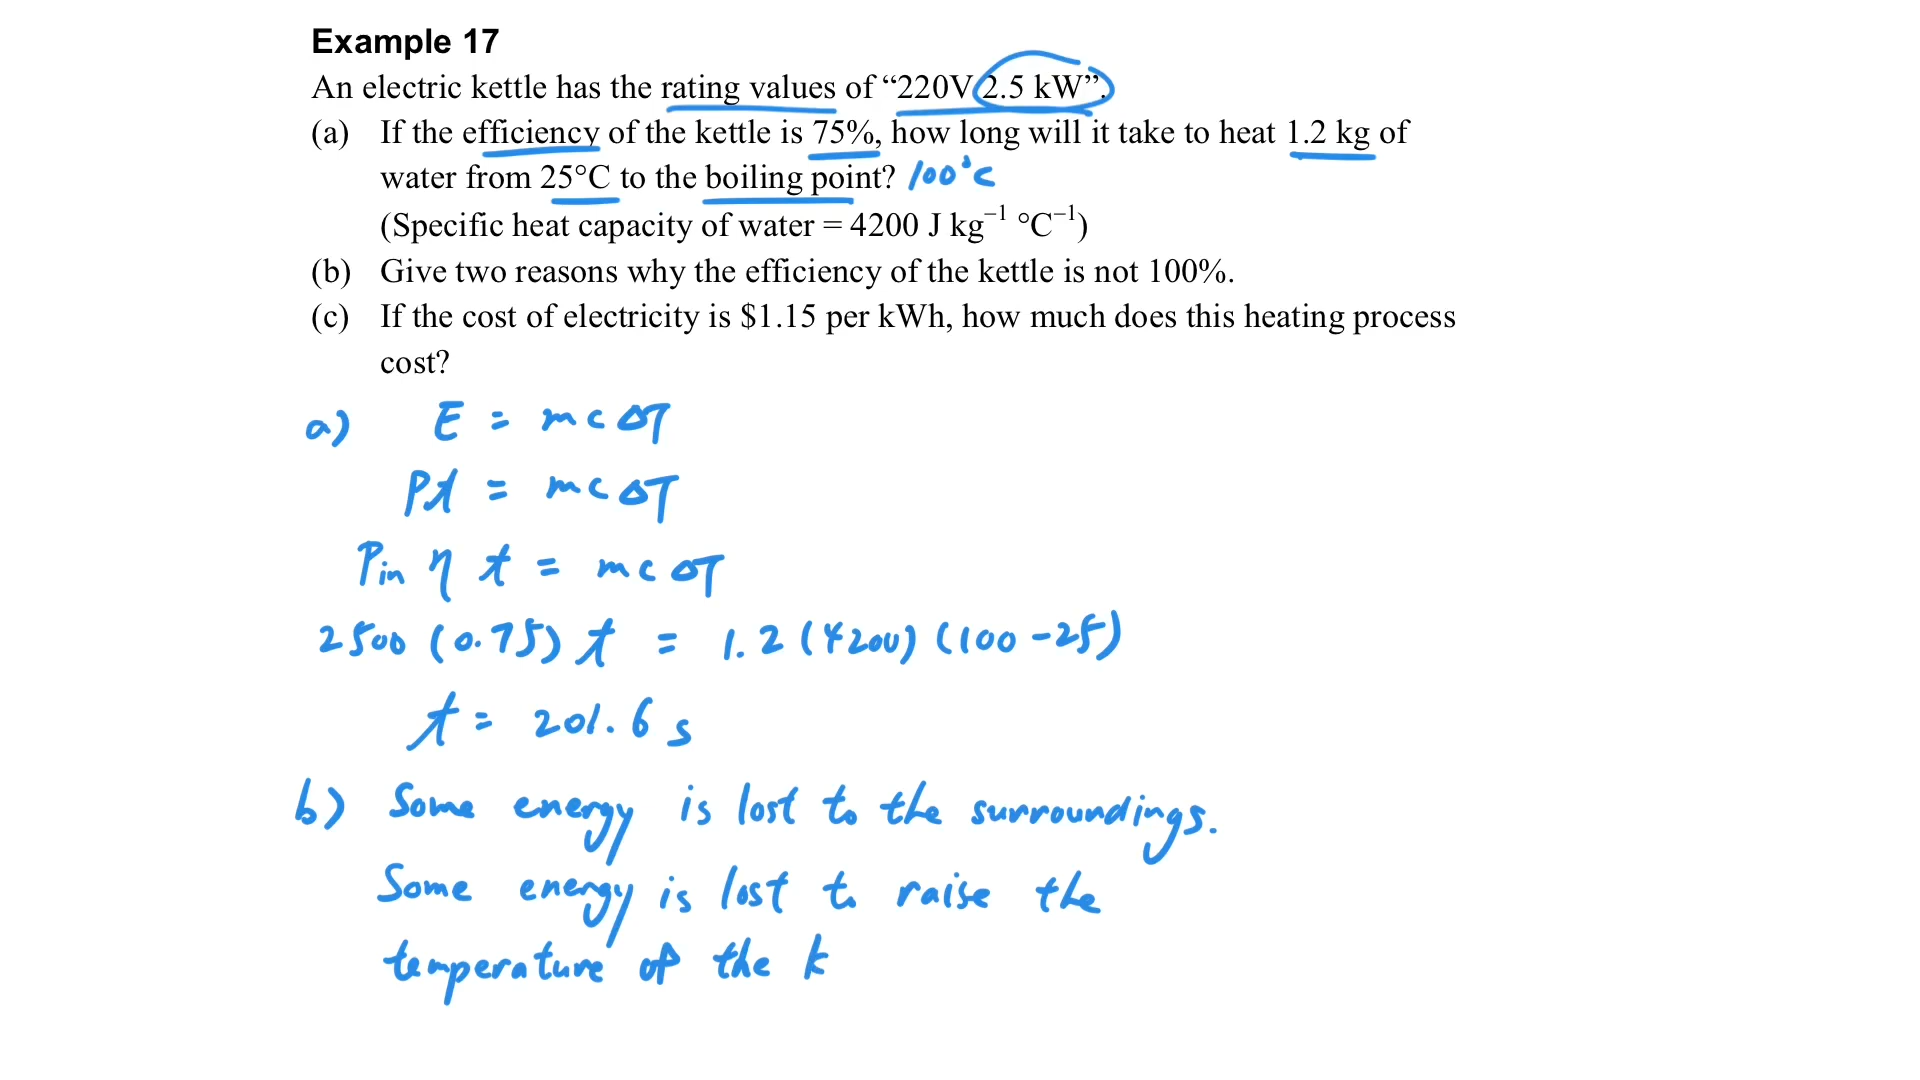 Example 17
An electric kettle has the rating values of “220V 2.5 kW”.
(a) If the efficiency of the kettle is 75%, how long will it take to heat 1.2 kg of
water from 25°C to the boiling point? 100°C
(Specific heat capacity of water = 4200 J kg⁻¹ °C⁻¹)
(b) Give two reasons why the efficiency of the kettle is not 100%.
(c) If the cost of electricity is $1.15 per kWh, how much does this heating process
cost?
a) E = mcΔT
Pt = mcΔT
Pin η t = mcΔT
2500 (0.75) t = 1.2 (4200) (100 - 25)
t = 201.6 s
b) Some energy is lost to the surroundings.
Some energy is lost to raise the
temperature of the k